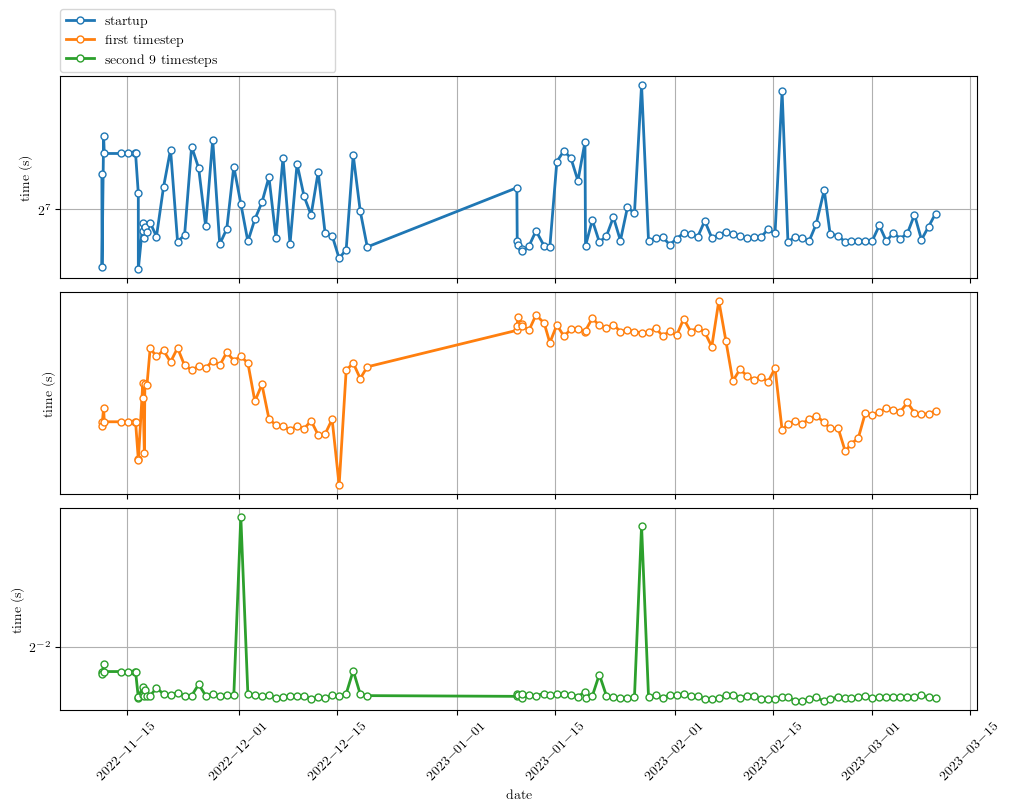 startup
first timestep
second 9 timesteps
time (s)
2^7
time (s)
time (s)
2^−2
2022−11−15
2022−12−01
2022−12−15
2023−01−01
2023−01−15
2023−02−01
2023−02−15
2023−03−01
2023−03−15
date